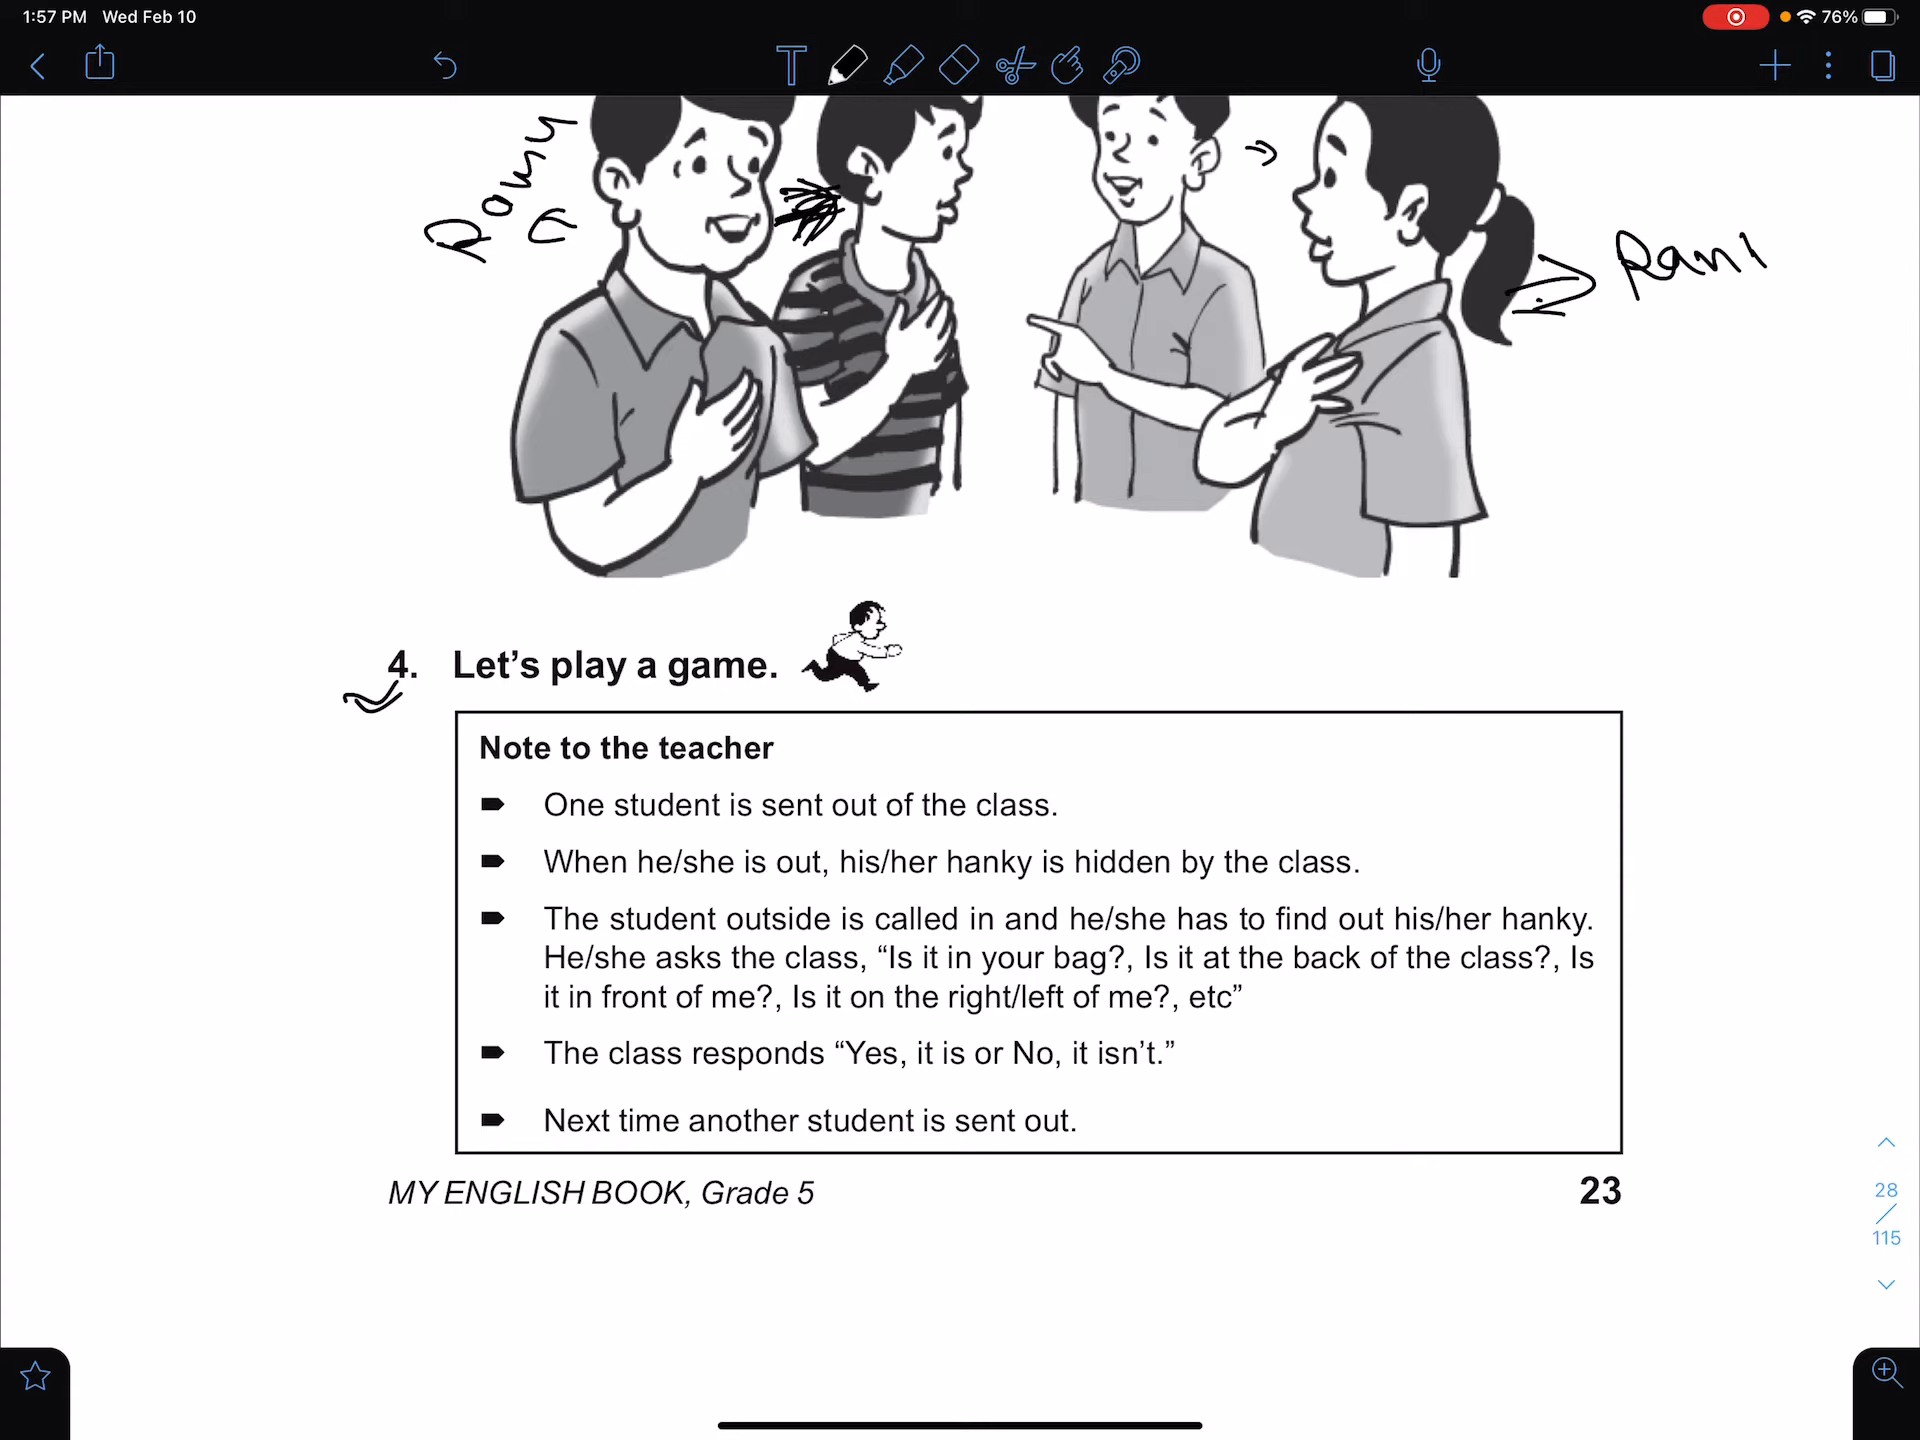 1:57 PM Wed Feb 10
76%
Rani
4. Let's play a game.
Note to the teacher
One student is sent out of the class.
When he/she is out, his/her hanky is hidden by the class.
The student outside is called in and he/she has to find out his/her hanky.
He/she asks the class, “Is it in your bag?, Is it at the back of the class?, Is
it in front of me?, Is it on the right/left of me?, etc”
The class responds “Yes, it is or No, it isn’t.”
Next time another student is sent out.
MY ENGLISH BOOK, Grade 5
23
28
/
115